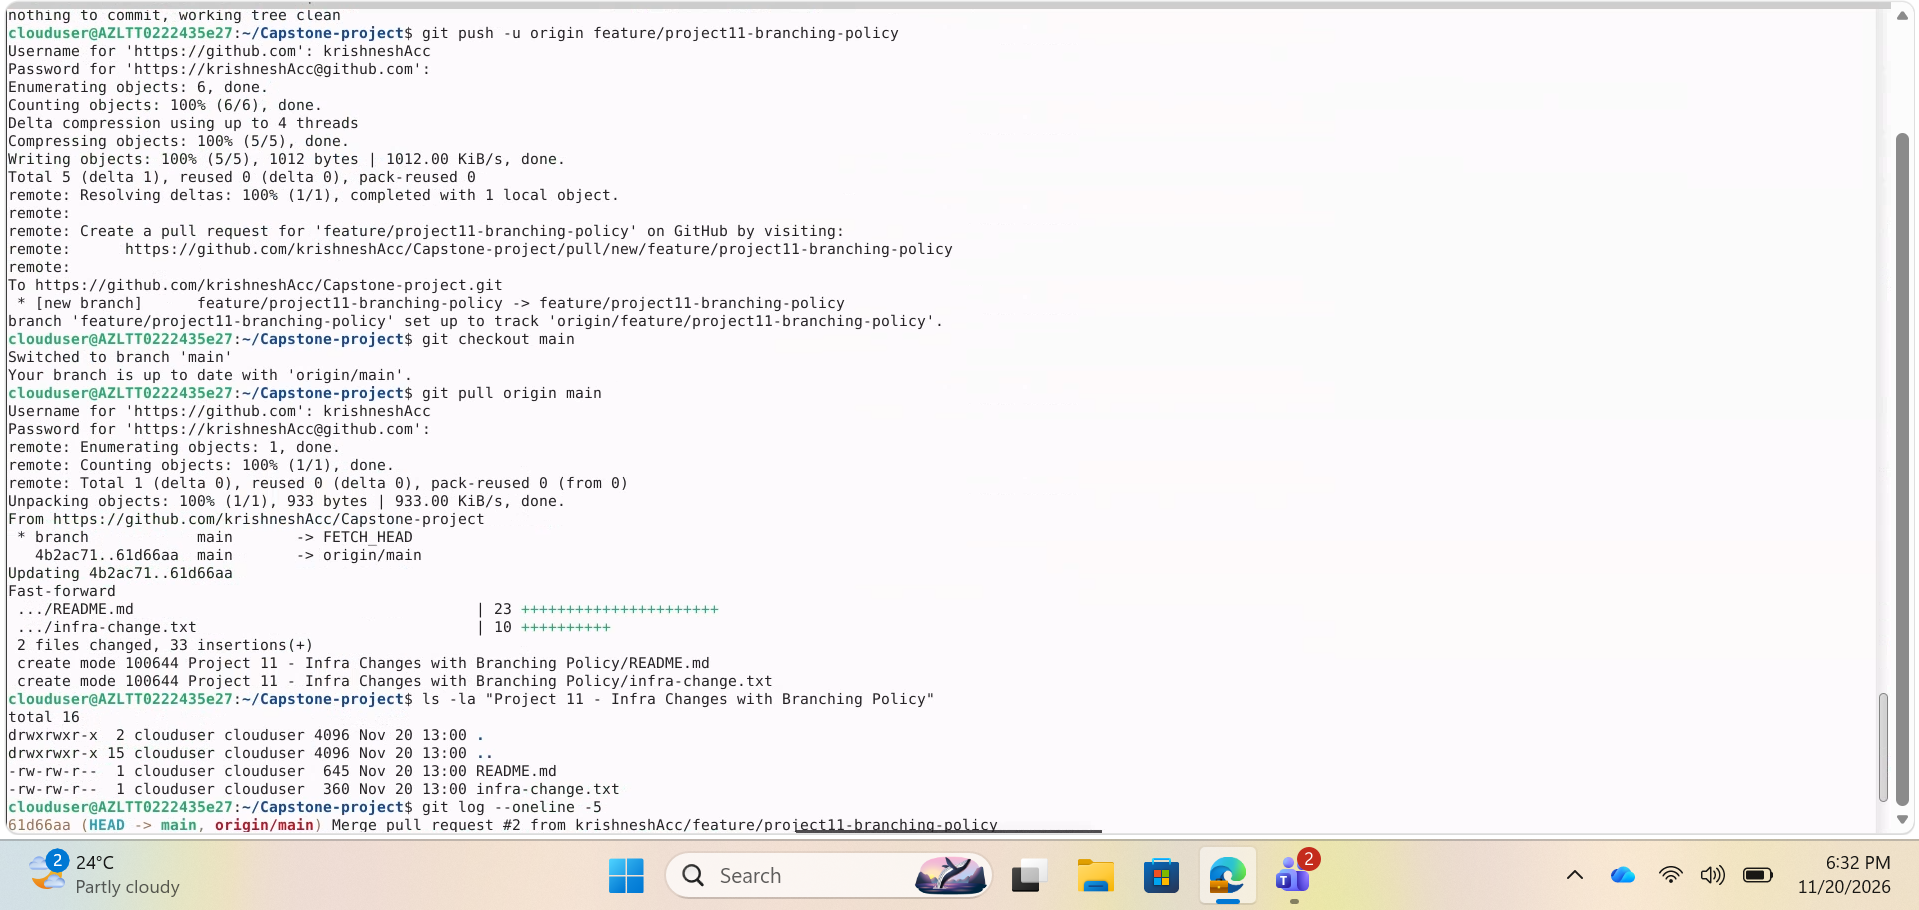 nothing to commit, working tree clean
clouduser@AZLTT0222435e27:~/Capstone-project$ git push -u origin feature/project11-branching-policy
Username for 'https://github.com': krishneshAcc
Password for 'https://krishneshAcc@github.com':
Enumerating objects: 6, done.
Counting objects: 100% (6/6), done.
Delta compression using up to 4 threads
Compressing objects: 100% (5/5), done.
Writing objects: 100% (5/5), 1012 bytes | 1012.00 KiB/s, done.
Total 5 (delta 1), reused 0 (delta 0), pack-reused 0
remote: Resolving deltas: 100% (1/1), completed with 1 local object.
remote:
remote: Create a pull request for 'feature/project11-branching-policy' on GitHub by visiting:
remote:      https://github.com/krishneshAcc/Capstone-project/pull/new/feature/project11-branching-policy
remote:
To https://github.com/krishneshAcc/Capstone-project.git
 * [new branch]      feature/project11-branching-policy -> feature/project11-branching-policy
branch 'feature/project11-branching-policy' set up to track 'origin/feature/project11-branching-policy'.
clouduser@AZLTT0222435e27:~/Capstone-project$ git checkout main
Switched to branch 'main'
Your branch is up to date with 'origin/main'.
clouduser@AZLTT0222435e27:~/Capstone-project$ git pull origin main
Username for 'https://github.com': krishneshAcc
Password for 'https://krishneshAcc@github.com':
remote: Enumerating objects: 1, done.
remote: Counting objects: 100% (1/1), done.
remote: Total 1 (delta 0), reused 0 (delta 0), pack-reused 0 (from 0)
Unpacking objects: 100% (1/1), 933 bytes | 933.00 KiB/s, done.
From https://github.com/krishneshAcc/Capstone-project
 * branch            main       -> FETCH_HEAD
   4b2ac71..61d66aa  main       -> origin/main
Updating 4b2ac71..61d66aa
Fast-forward
 .../README.md                                      | 23 ++++++++++++++++++++++
 .../infra-change.txt                               | 10 ++++++++++
 2 files changed, 33 insertions(+)
 create mode 100644 Project 11 - Infra Changes with Branching Policy/README.md
 create mode 100644 Project 11 - Infra Changes with Branching Policy/infra-change.txt
clouduser@AZLTT0222435e27:~/Capstone-project$ ls -la "Project 11 - Infra Changes with Branching Policy"
total 16
drwxrwxr-x  2 clouduser clouduser 4096 Nov 20 13:00 .
drwxrwxr-x 15 clouduser clouduser 4096 Nov 20 13:00 ..
-rw-rw-r--  1 clouduser clouduser  645 Nov 20 13:00 README.md
-rw-rw-r--  1 clouduser clouduser  360 Nov 20 13:00 infra-change.txt
clouduser@AZLTT0222435e27:~/Capstone-project$ git log --oneline -5
61d66aa (HEAD -> main, origin/main) Merge pull request #2 from krishneshAcc/feature/project11-branching-policy
2
24°C
Partly cloudy
Search
T
2
6:32 PM
11/20/2026